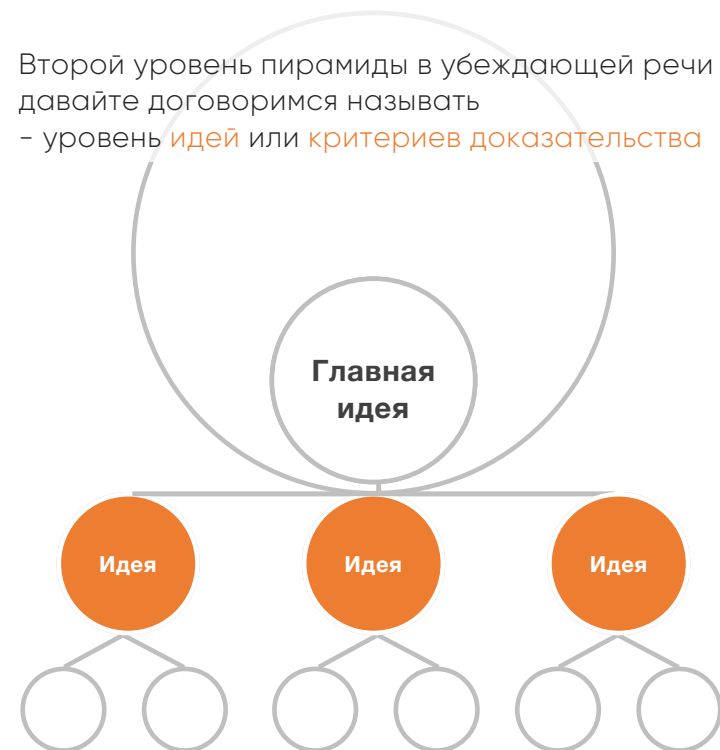 Второй уровень пирамиды в убеждающей речи
давайте договоримся называть
- уровень идей или критериев доказательства
Главная
идея
Идея
Идея
Идея